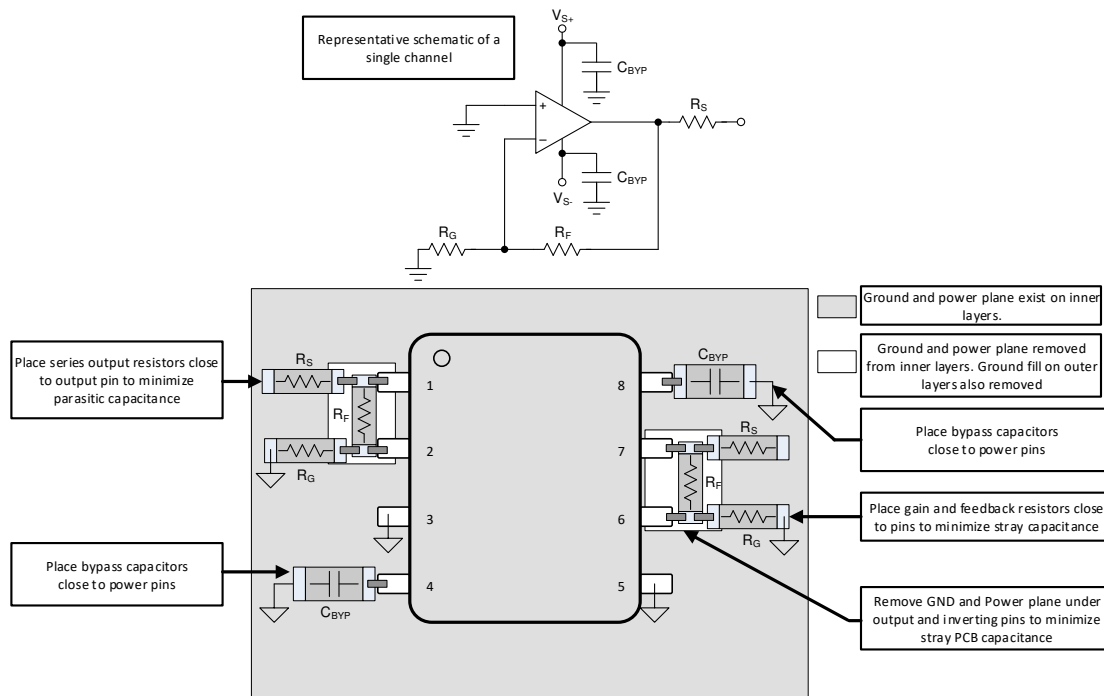 Representative schematic of a
single channel
VS+
CBYP
+
−
RS
CBYP
VS-
RG
RF
Ground and power plane exist on inner
layers.
Ground and power plane removed
from inner layers. Ground fill on outer
layers also removed
Place series output resistors close
to output pin to minimize
parasitic capacitance
RS
RF
RG
1
2
3
4
8
7
6
5
CBYP
RS
RF
RG
Place bypass capacitors
close to power pins
Place gain and feedback resistors close
to pins to minimize stray capacitance
Place bypass capacitors
close to power pins
CBYP
Remove GND and Power plane under
output and inverting pins to minimize
stray PCB capacitance